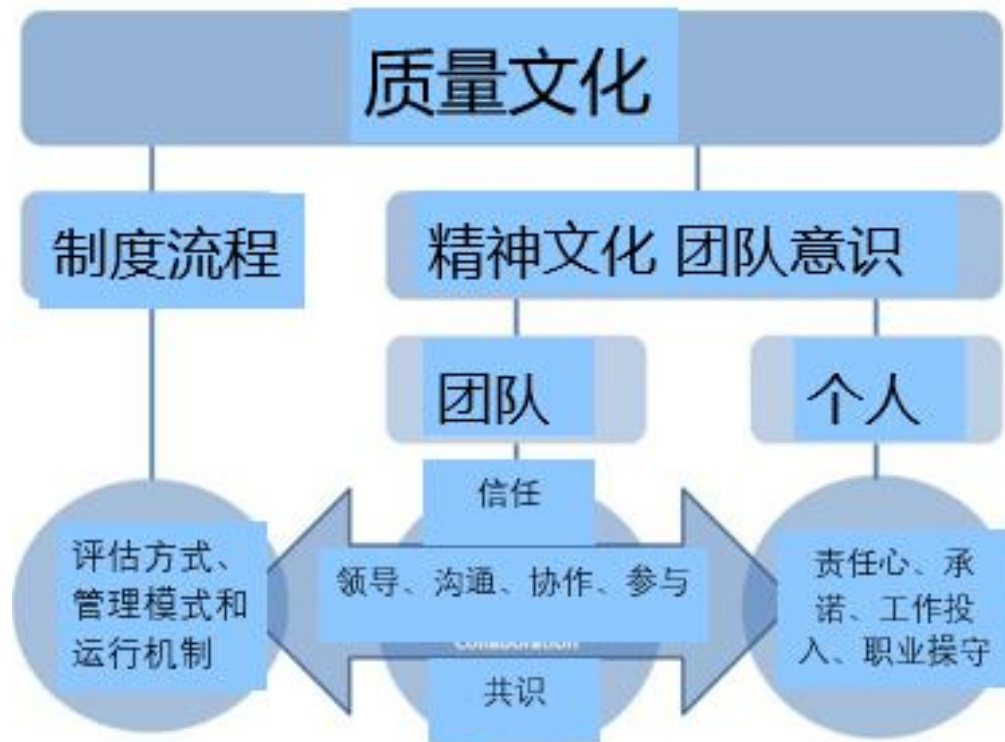 质量文化
制度流程
精神文化 团队意识
团队
个人
信任
评估方式、
管理模式和
运行机制
领导、沟通、协作、参与
责任心、承
诺、工作投
入、职业操守
Collaboration
共识